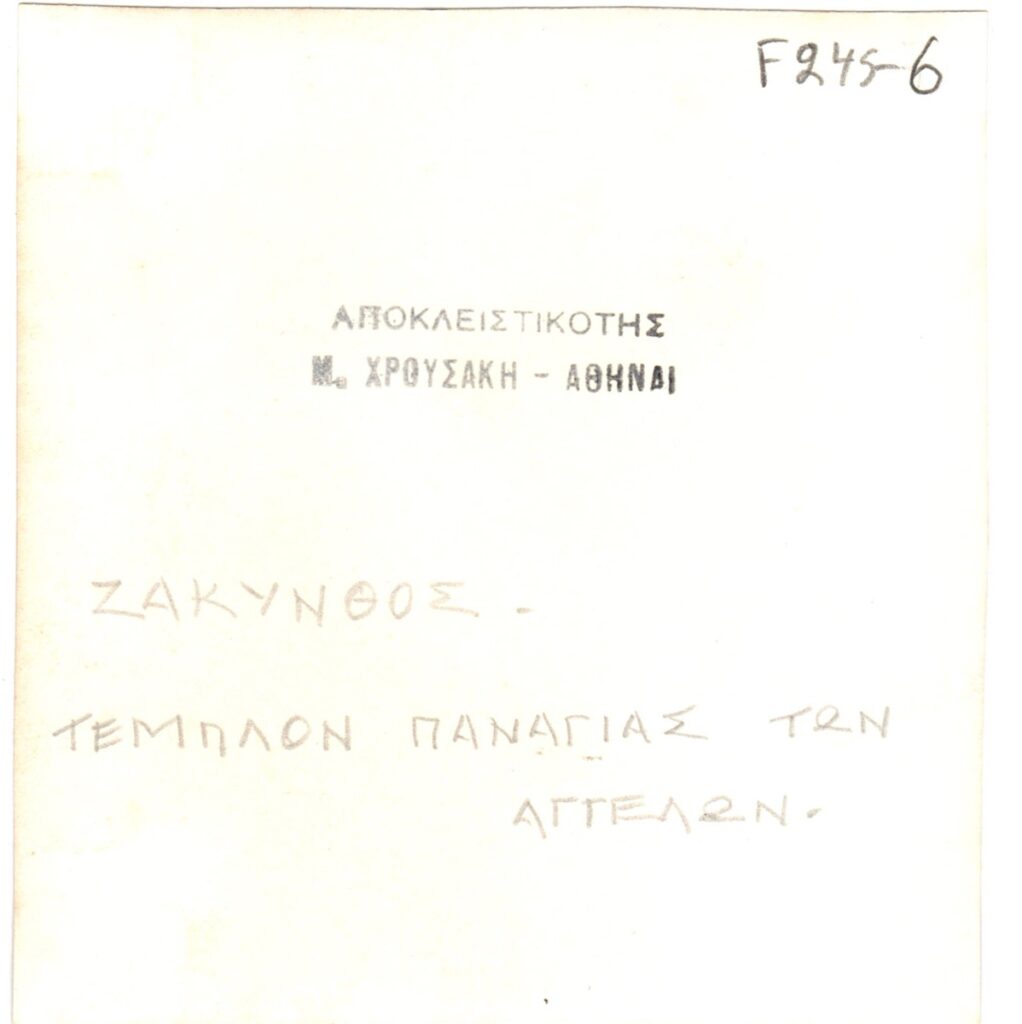 F245-6
ΑΠΟΚΛΕΙΣΤΙΚΟΤΗΣ
Μ. ΧΡΟΥΣΑΚΗ - ΑΘΗΝΑΙ
ΖΑΚΥΝΘΟΣ.
ΤΕΜΠΛΟΝ ΠΑΝΑΓΙΑΣ ΤΩΝ
ΑΓΓΕΛΩΝ.